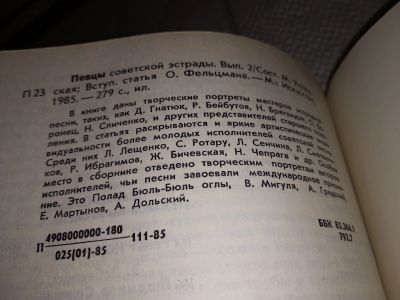 Певцы советской эстрады. Вып. 2/Сост. М.
П 23 ская; Вступ. статья О. Фельцмана.— М.: Искусство,
1985.— 279 с., ил.
В книге даны творческие портреты мастеров эстрадной
песни, таких, как Д. Гнатюк, Р. Бейбутов, Н. Брегвадзе,
ронец, Н. Сличенко, и других представителей старшего
ления. В статьях раскрываются и яркие артистические
видуальности более молодых исполнителей советской
Среди них Л. Лещенко, С. Ротару, Л. Сенчина,
ков, Р. Ибрагимов, Ж. Бичевская, Н. Чепрага и др. Особое
место в сборнике отведено творческим портретам авторов-
исполнителей, чьи песни завоевали международное призна-
ние. Это Полад Бюль-Бюль оглы, В. Мигуля, А. Градский,
Е. Мартынов, А. Дольский.
П 4908000000-180
025(01)-85 111-85
ББК 85.364.1
792.7